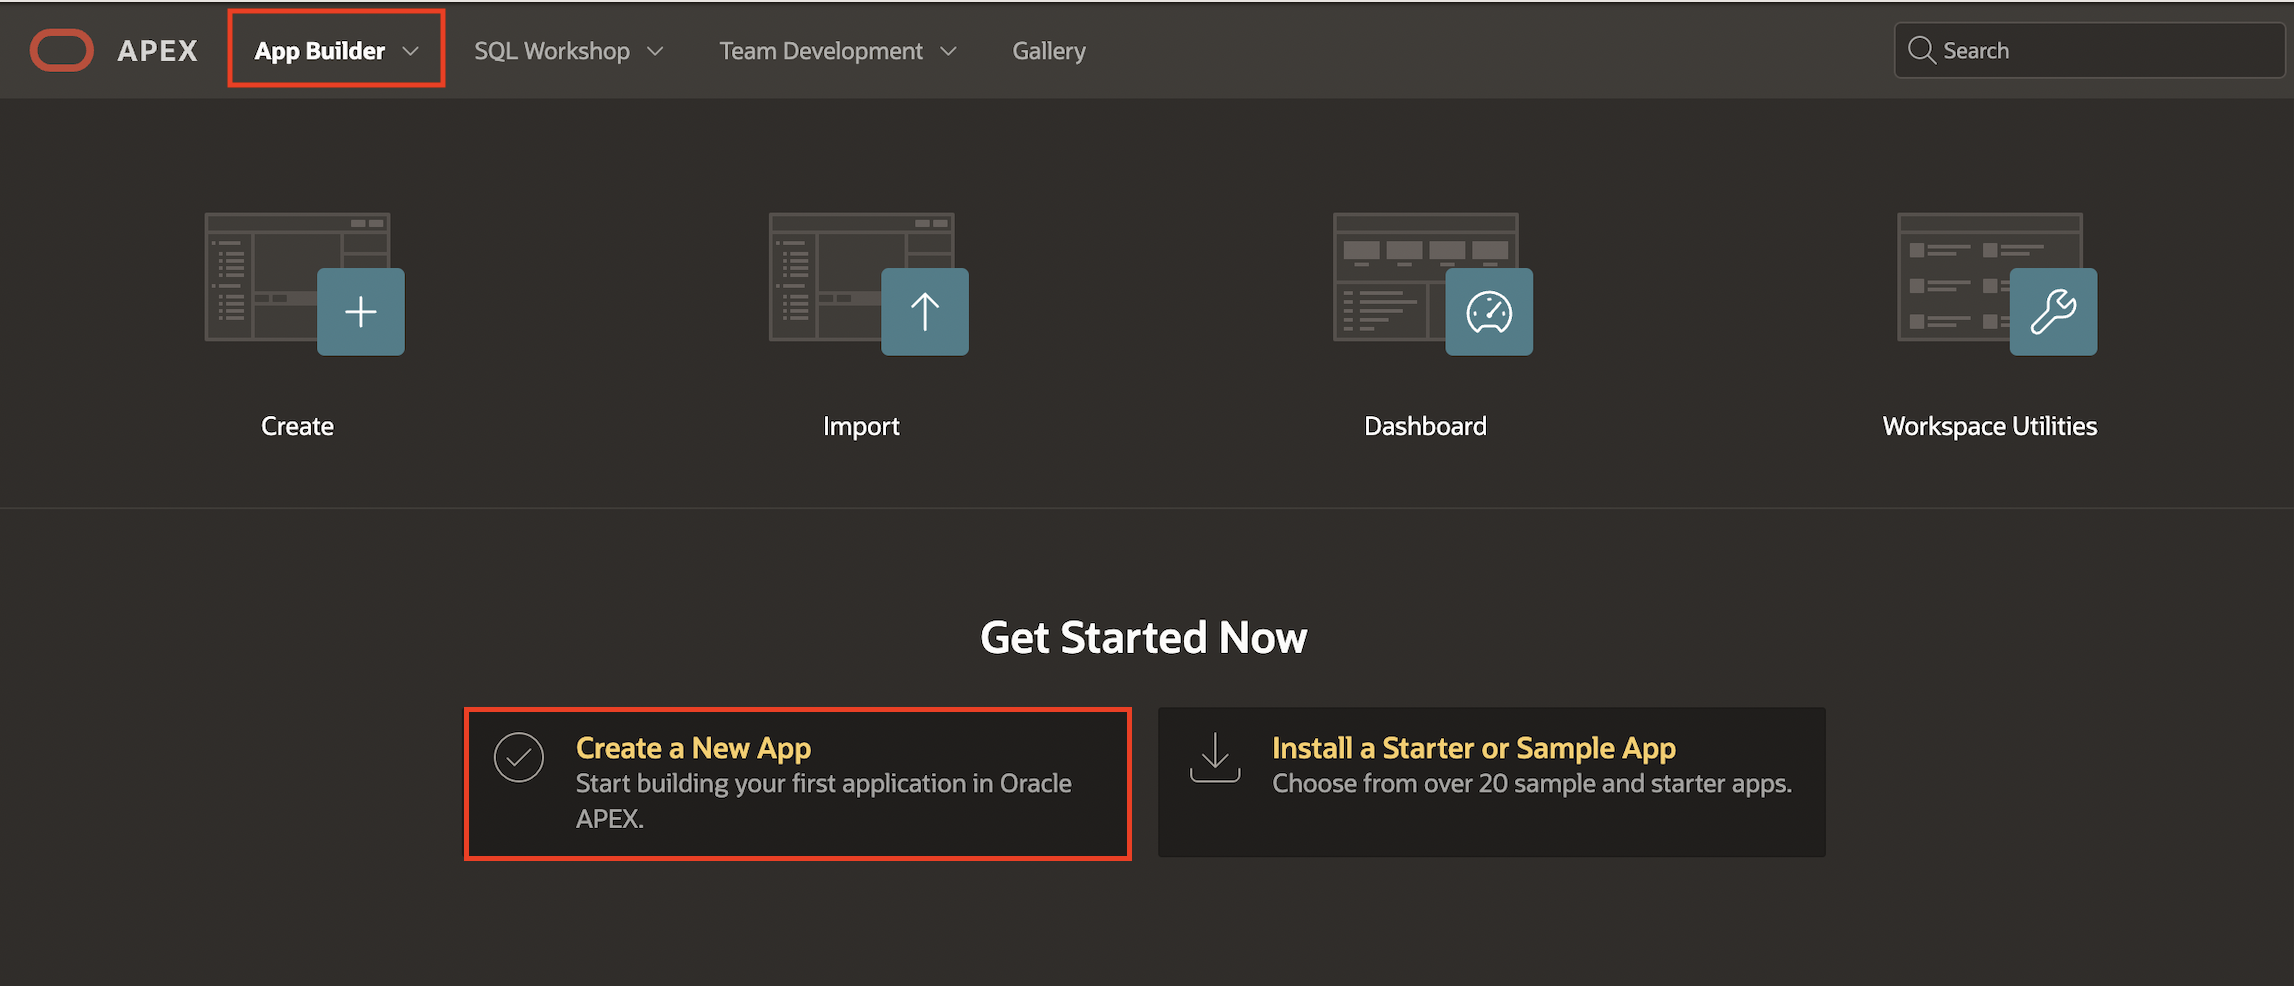 APEX App Builder SQL Workshop Team Development Gallery Search
Create Import Dashboard Workspace Utilities
Get Started Now
Create a New App
Start building your first application in Oracle
APEX.
Install a Starter or Sample App
Choose from over 20 sample and starter apps.